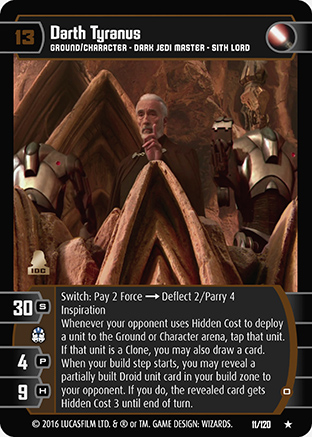 13
Darth Tyranus
GROUND/CHARACTER - DARK JEDI MASTER - SITH LORD
100
30 S
4 P
9 H
Switch: Pay 2 Force → Deflect 2/Parry 4
Inspiration
Whenever your opponent uses Hidden Cost to deploy
a unit to the Ground or Character arena, tap that unit.
If that unit is a Clone, you may also draw a card.
When your build step starts, you may reveal a
partially built Droid unit card in your build zone to
your opponent. If you do, the revealed card gets
Hidden Cost 3 until end of turn.
© 2016 LUCASFILM LTD. & ® or TM. GAME DESIGN: WIZARDS.
11/120 ★